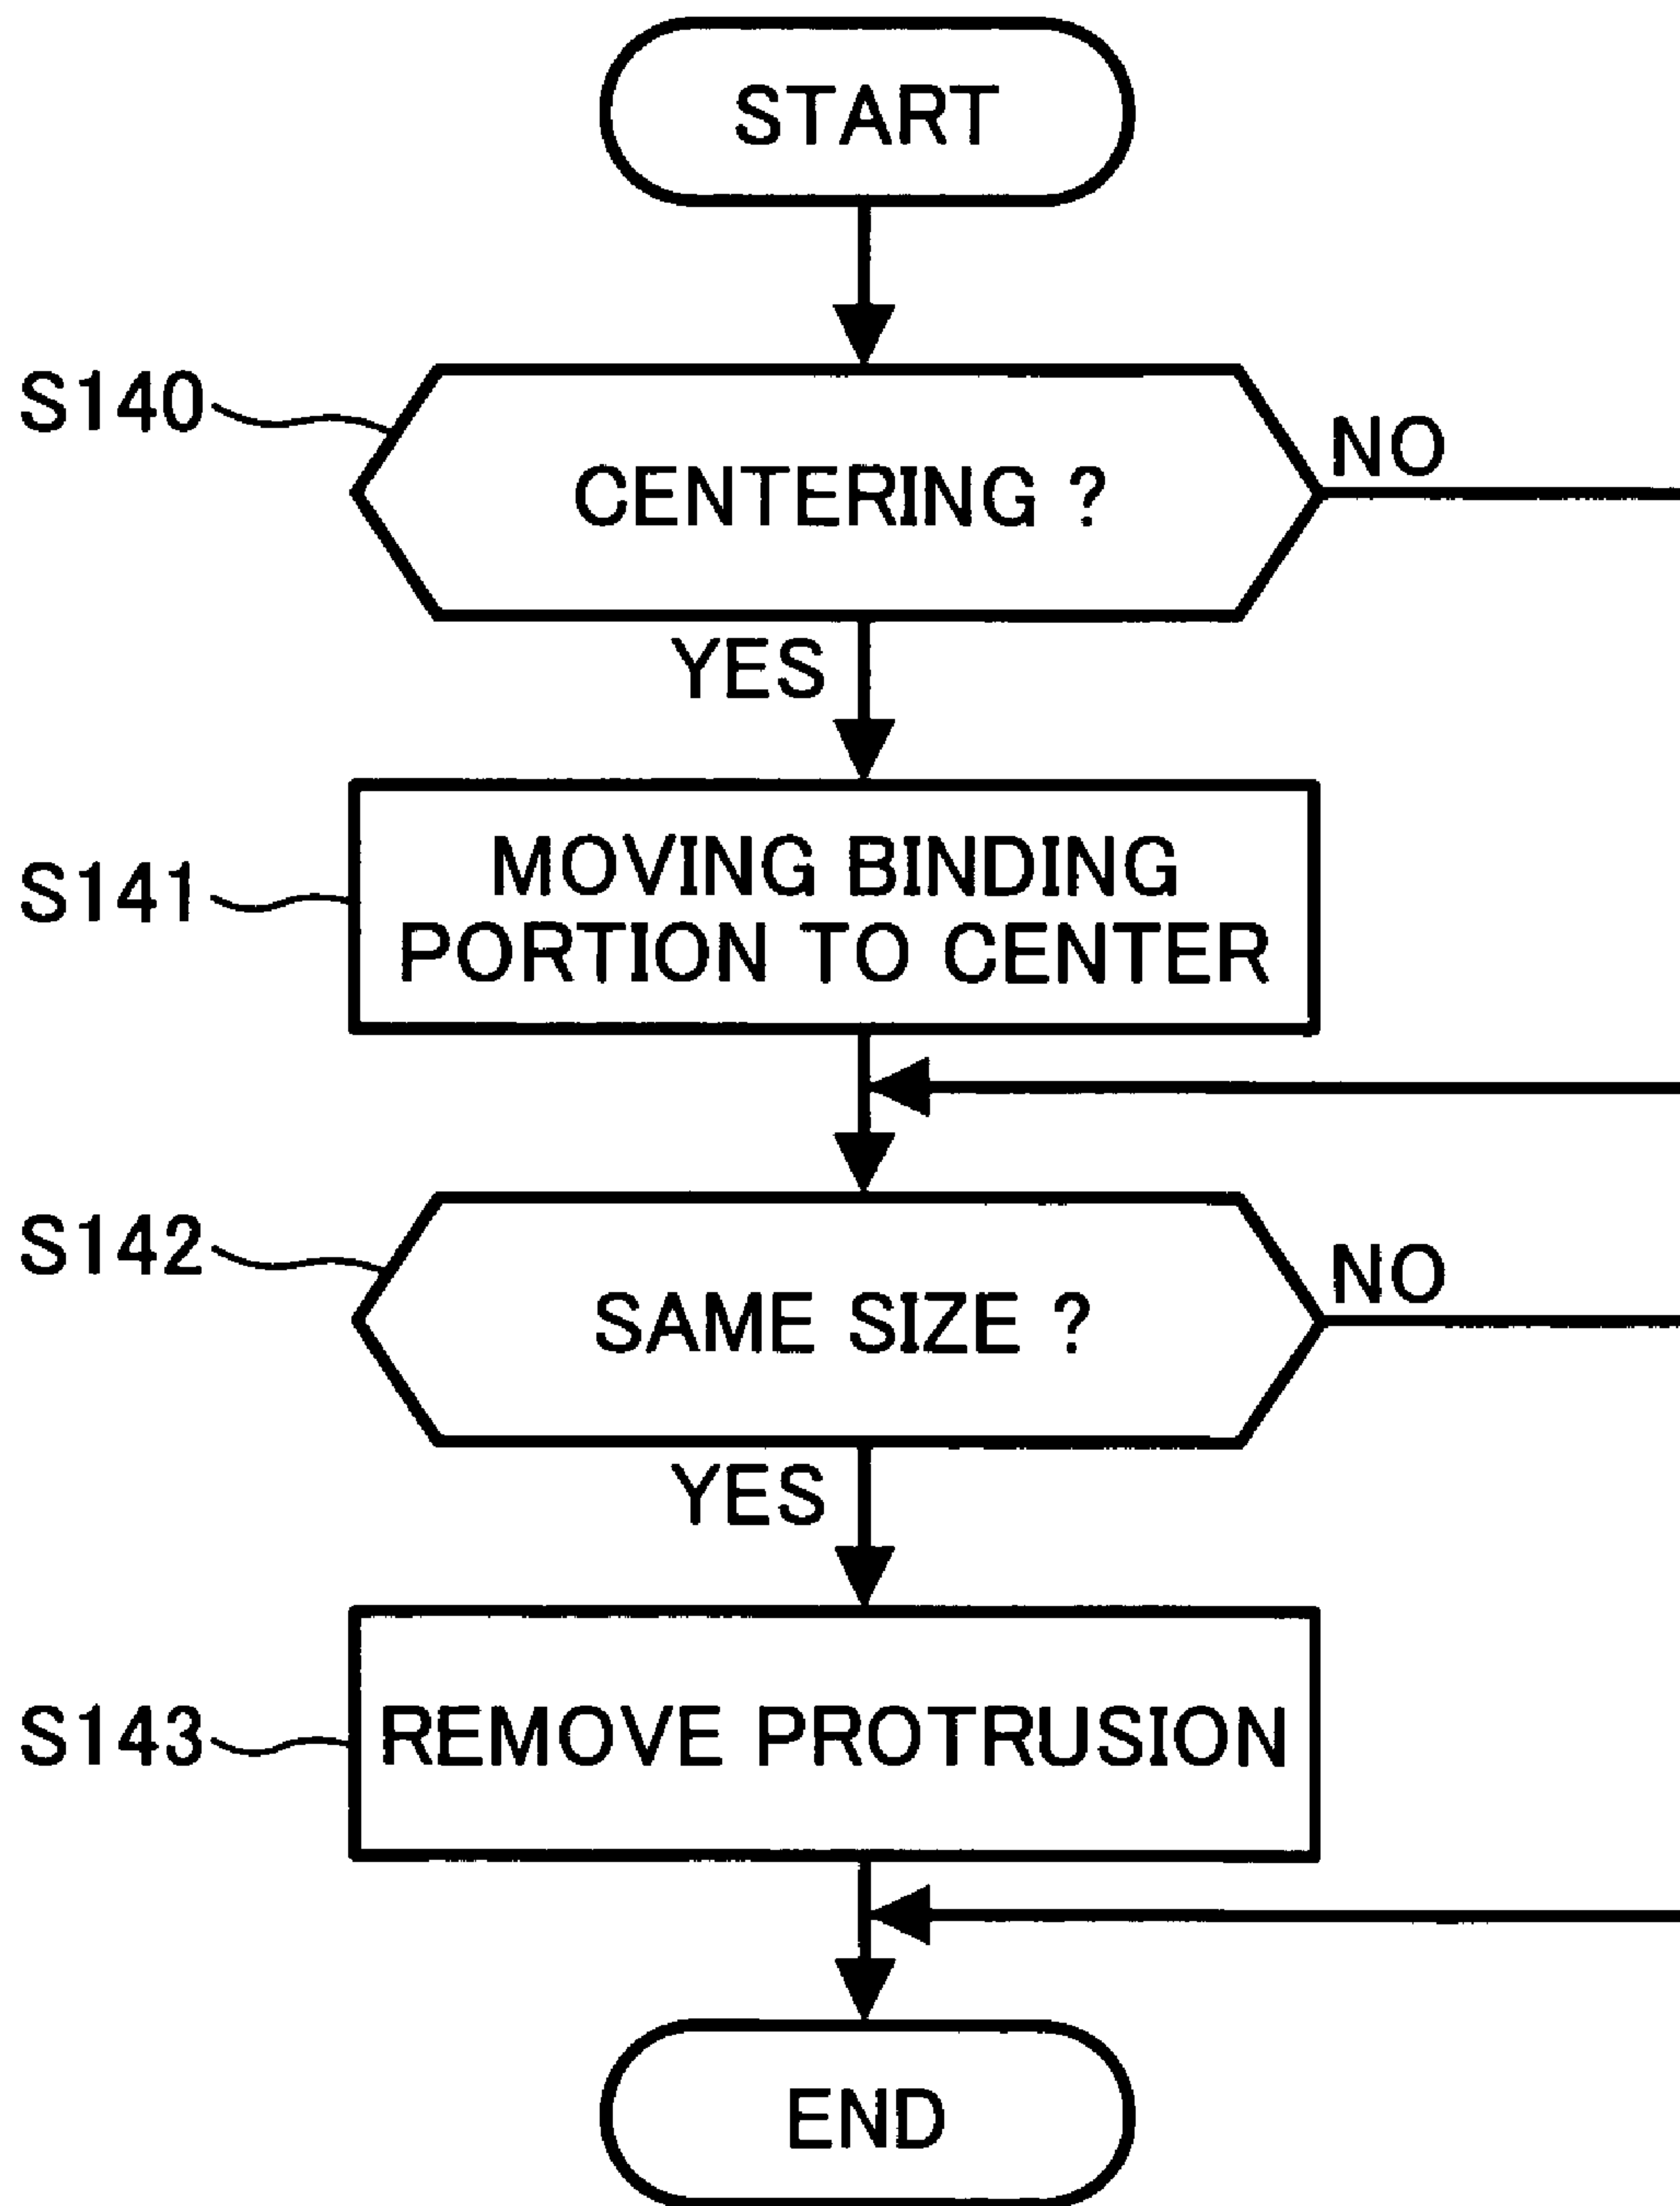 START
S140
CENTERING ?
NO
YES
S141
MOVING BINDING
PORTION TO CENTER
S142
SAME SIZE ?
NO
YES
S143
REMOVE PROTRUSION
END